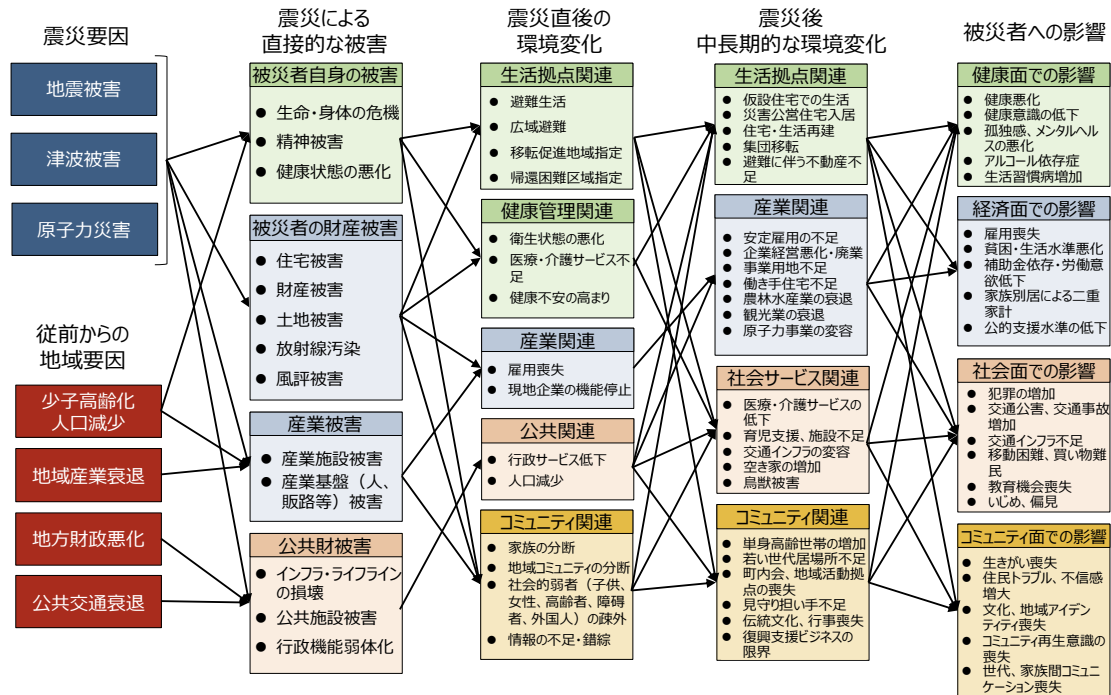 震災要因
地震被害
津波被害
原子力災害
従前からの
地域要因
少子高齢化
人口減少
地域産業衰退
地方財政悪化
公共交通衰退
震災による
直接的な被害
被災者自身の被害
● 生命・身体の危機
● 精神被害
● 健康状態の悪化
被災者の財産被害
● 住宅被害
● 財産被害
● 土地被害
● 放射線汚染
● 風評被害
産業被害
● 産業施設被害
● 産業基盤（人、
販路等）被害
公共財被害
● インフラ・ライフライン
の損壊
● 公共施設被害
● 行政機能弱体化
震災直後の
環境変化
生活拠点関連
● 避難生活
● 広域避難
● 移転促進地域指定
● 帰還困難区域指定
健康管理関連
● 衛生状態の悪化
● 医療・介護サービス不
足
● 健康不安の高まり
産業関連
● 雇用喪失
● 現地企業の機能停止
公共関連
● 行政サービス低下
● 人口減少
コミュニティ関連
● 家族の分断
● 地域コミュニティの分断
● 社会的弱者（子供、
女性、高齢者、障碍
者、外国人）の疎外
● 情報の不足・錯綜
震災後
中長期的な環境変化
生活拠点関連
● 仮設住宅での生活
● 災害公営住宅入居
● 住宅・生活再建
● 集団移転
● 避難に伴う不動産不
足
産業関連
● 安定雇用の不足
● 企業経営悪化・廃業
● 事業用地不足
● 働き手住宅不足
● 農林水産業の衰退
● 観光業の衰退
● 原子力事業の変容
社会サービス関連
● 医療・介護サービスの
低下
● 育児支援、施設不足
● 交通インフラの変容
● 空き家の増加
● 鳥獣被害
コミュニティ関連
● 単身高齢世帯の増加
● 若い世代居場所不足
● 町内会、地域活動拠
点の喪失
● 見守り担い手不足
● 伝統文化、行事喪失
● 復興支援ビジネスの
限界
被災者への影響
健康面での影響
● 健康悪化
● 健康意識の低下
● 孤独感、メンタルヘル
スの悪化
● アルコール依存症
● 生活習慣病増加
経済面での影響
● 雇用喪失
● 貧困・生活水準悪化
● 補助金依存・労働意
欲低下
● 家族別居による二重
家計
● 公的支援水準の低下
社会面での影響
● 犯罪の増加
● 交通公害、交通事故
増加
● 交通インフラ不足
● 移動困難、買い物難
民
● 教育機会喪失
● いじめ、偏見
コミュニティ面での影響
● 生きがい喪失
● 住民トラブル、不信感
増大
● 文化、地域アイデン
ティティ喪失
● コミュニティ再生意識の
喪失
● 世代、家族間コミュニ
ケーション喪失